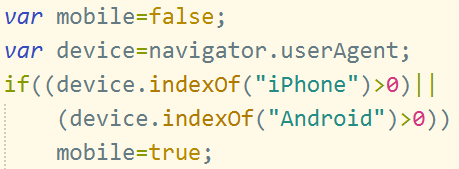 var mobile=false;
var device=navigator.userAgent;
if((device.indexOf("iPhone")>0)||
    (device.indexOf("Android")>0))
    mobile=true;